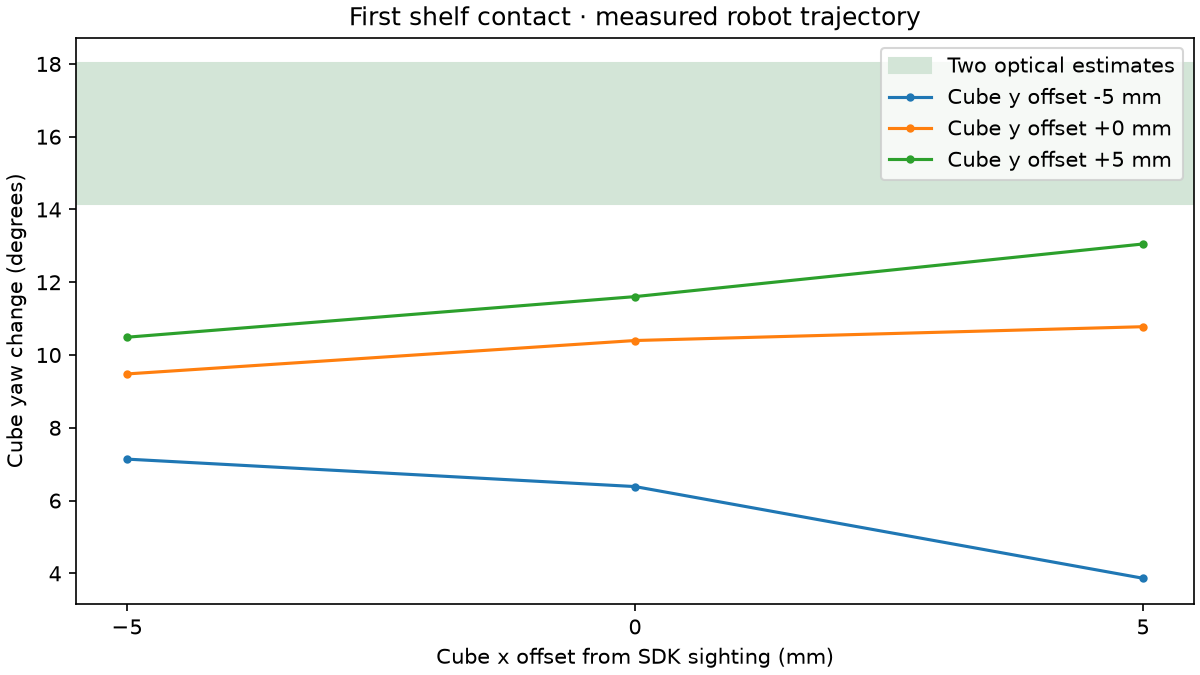 First shelf contact · measured robot trajectory
Cube yaw change (degrees)
18
16
14
12
10
8
6
4
Two optical estimates
Cube y offset -5 mm
Cube y offset +0 mm
Cube y offset +5 mm
−5
0
5
Cube x offset from SDK sighting (mm)